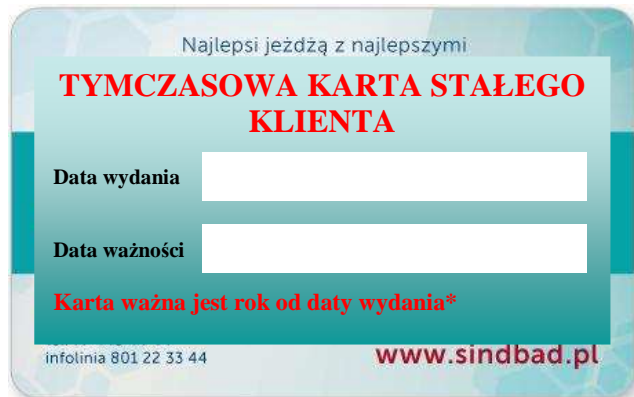 Najlepsi jeżdżą z najlepszymi
TYMCZASOWA KARTA STAŁEGO
KLIENTA
Data wydania
Data ważności
Karta ważna jest rok od daty wydania*
infolinia 801 22 33 44
www.sindbad.pl